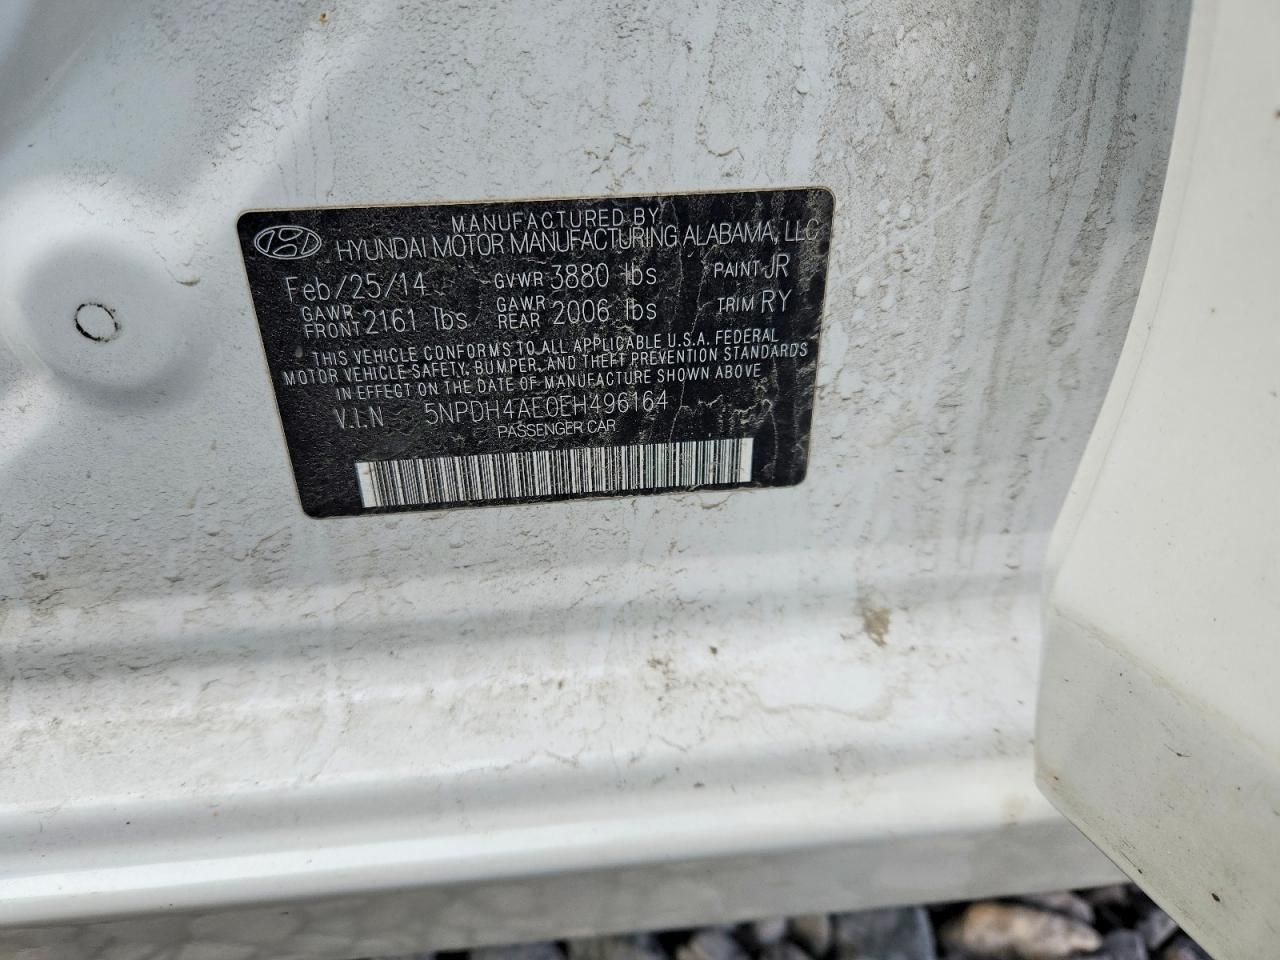 MANUFACTURED BY
HYUNDAI MOTOR MANUFACTURING ALABAMA, LLC
Feb/25/14 GVWR 3880 lbs PAINT JR
GAWR FRONT 2161 lbs GAWR REAR 2006 lbs TRIM RY
THIS VEHICLE CONFORMS TO ALL APPLICABLE U.S.A. FEDERAL
MOTOR VEHICLE SAFETY, BUMPER, AND THEFT PREVENTION STANDARDS
IN EFFECT ON THE DATE OF MANUFACTURE SHOWN ABOVE
V.I.N 5NPDH4AE0EH496164
PASSENGER CAR